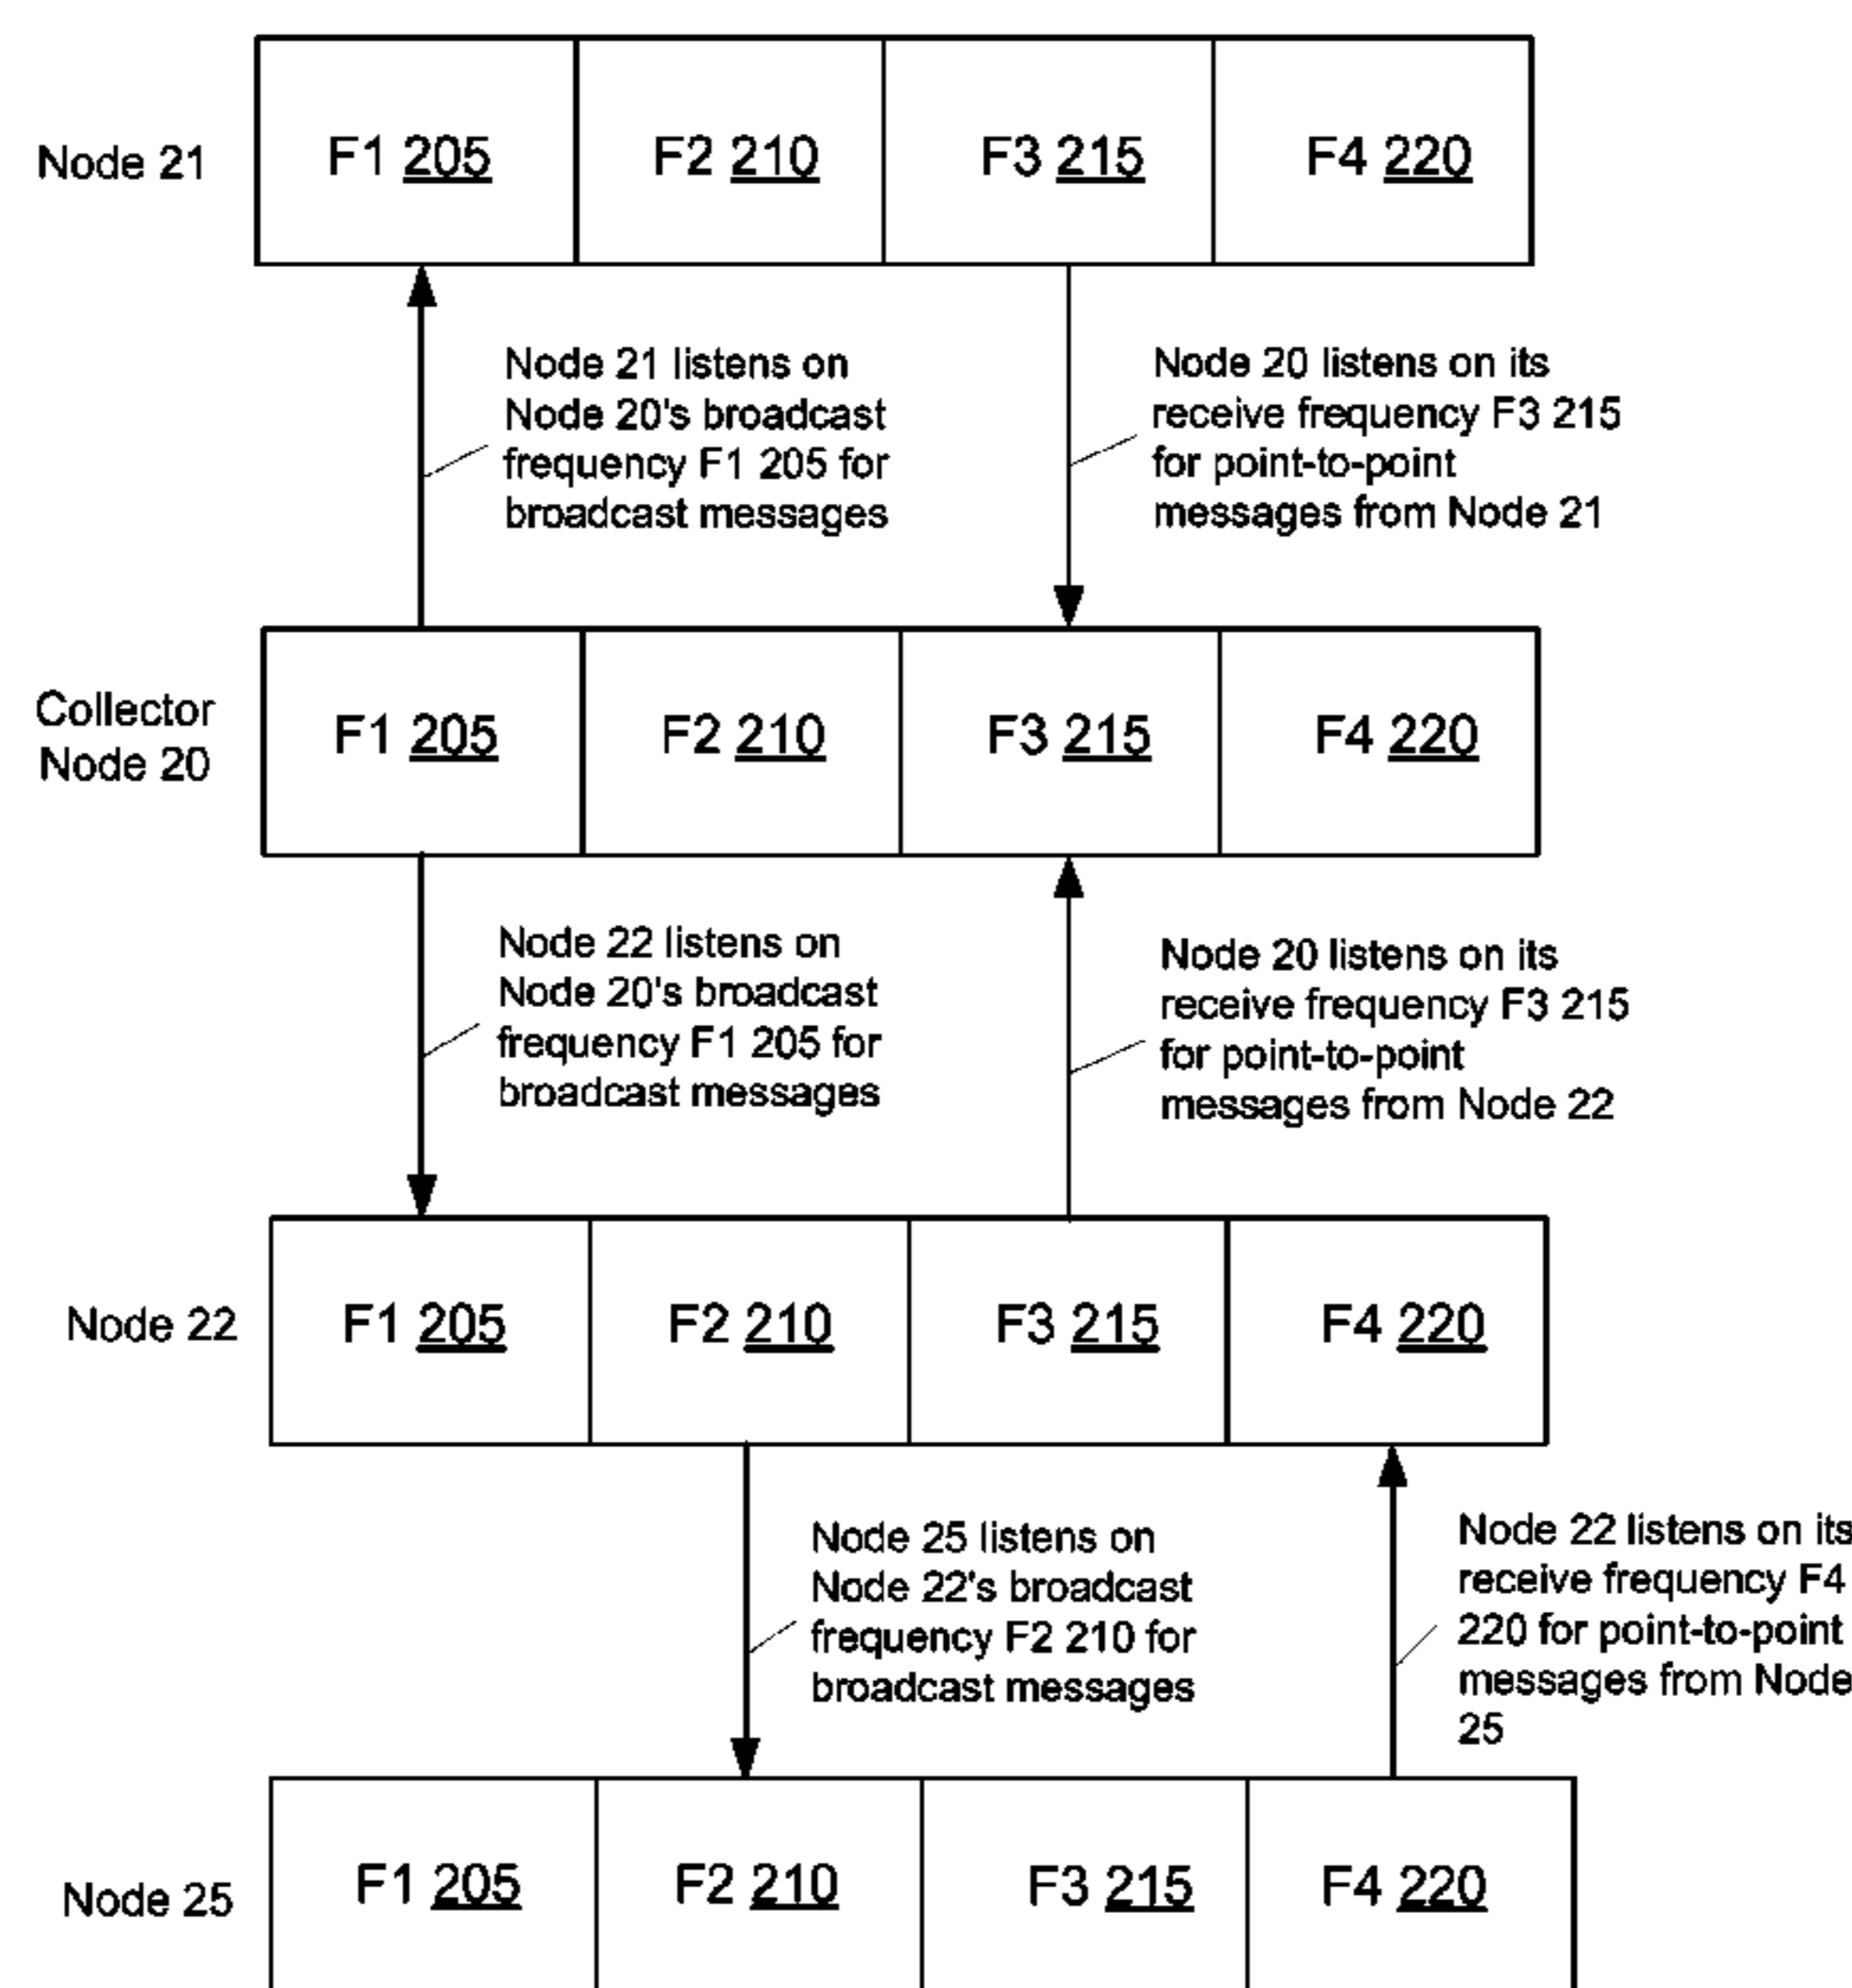 Node 21
F1 205
F2 210
F3 215
F4 220
Node 21 listens on
Node 20's broadcast
frequency F1 205 for
broadcast messages
Node 20 listens on its
receive frequency F3 215
for point-to-point
messages from Node 21
Collector
Node 20
F1 205
F2 210
F3 215
F4 220
Node 22 listens on
Node 20's broadcast
frequency F1 205 for
broadcast messages
Node 20 listens on its
receive frequency F3 215
for point-to-point
messages from Node 22
Node 22
F1 205
F2 210
F3 215
F4 220
Node 25 listens on
Node 22's broadcast
frequency F2 210 for
broadcast messages
Node 22 listens on its
receive frequency F4
220 for point-to-point
messages from Node
25
Node 25
F1 205
F2 210
F3 215
F4 220